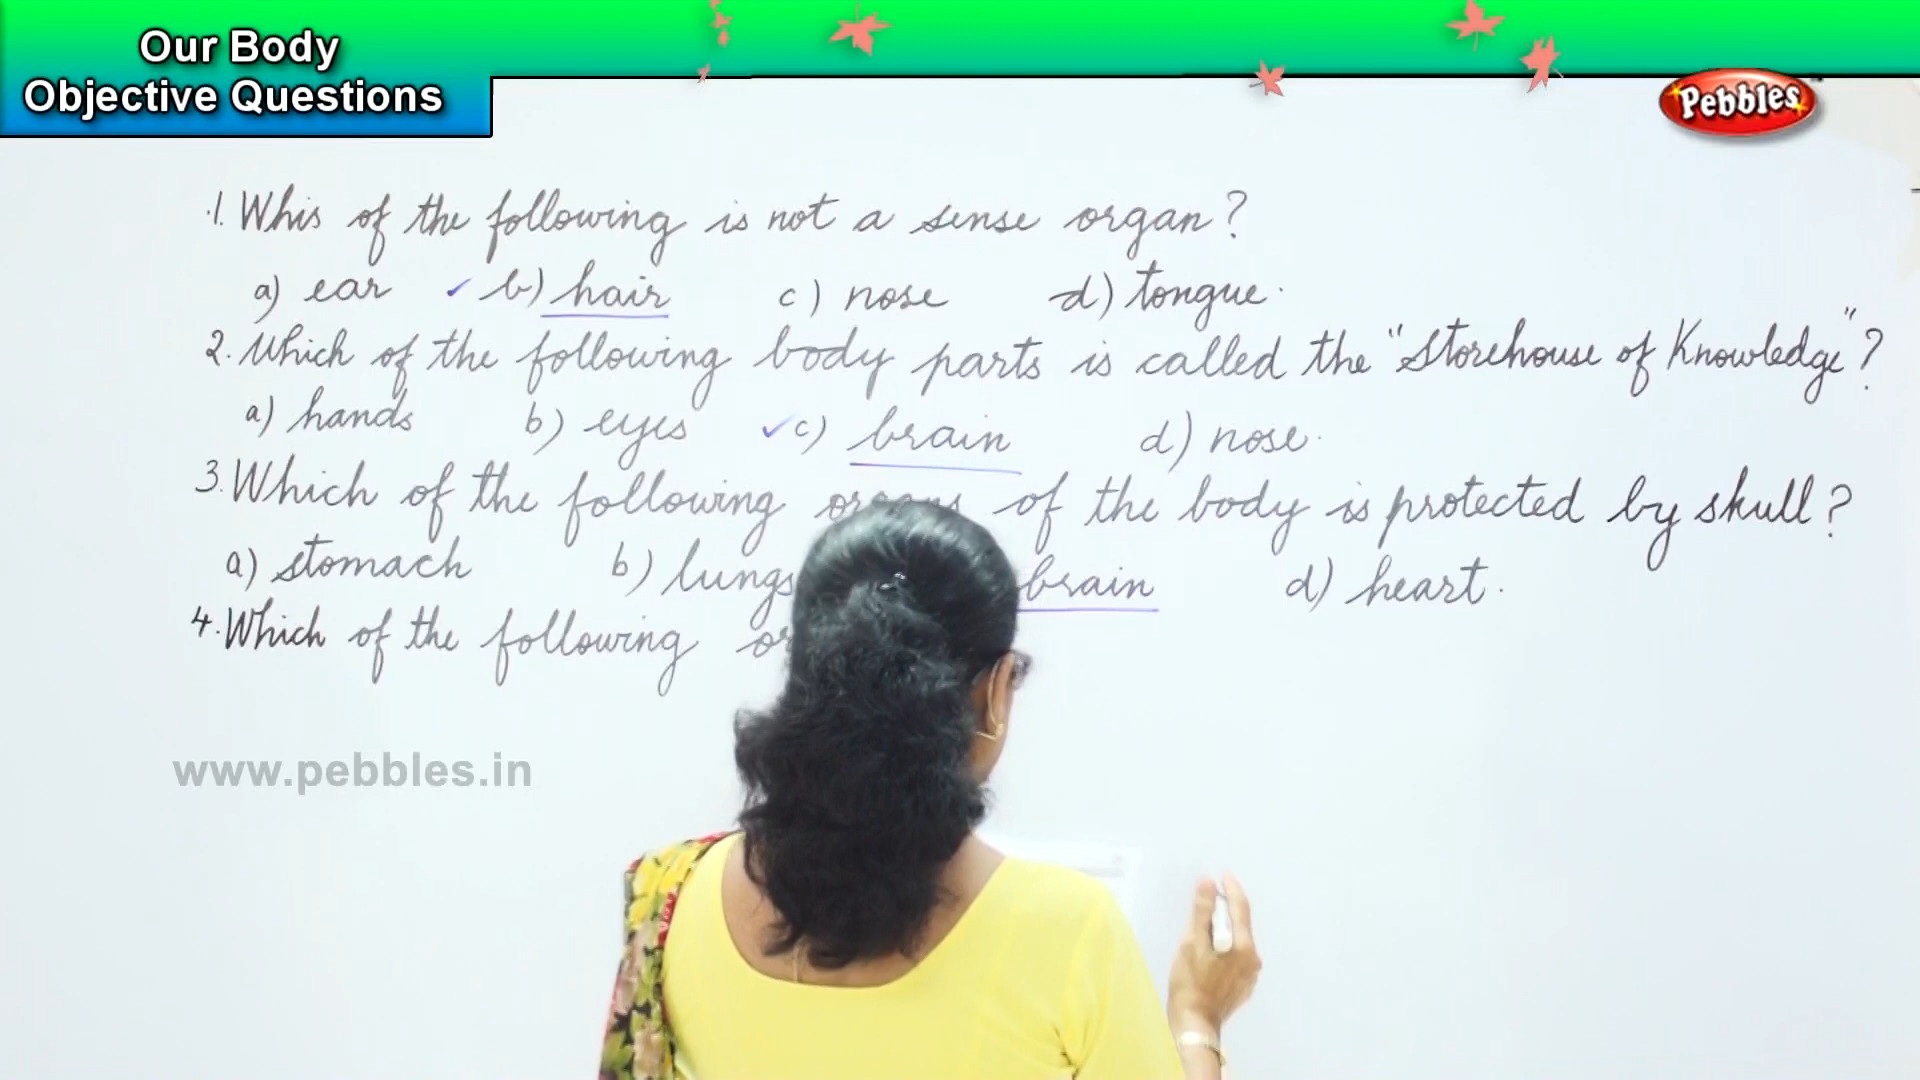 Our Body
Objective Questions
Pebbles
1. Whis of the following is not a sense organ?
a) ear ✓ b) hair c) nose d) tongue.
2. Which of the following body parts is called the "Storehouse of Knowledge"?
a) hands b) eyes ✓ c) brain d) nose.
3. Which of the following organs of the body is protected by skull?
a) stomach b) lungs brain d) heart.
4. Which of the following
www.pebbles.in